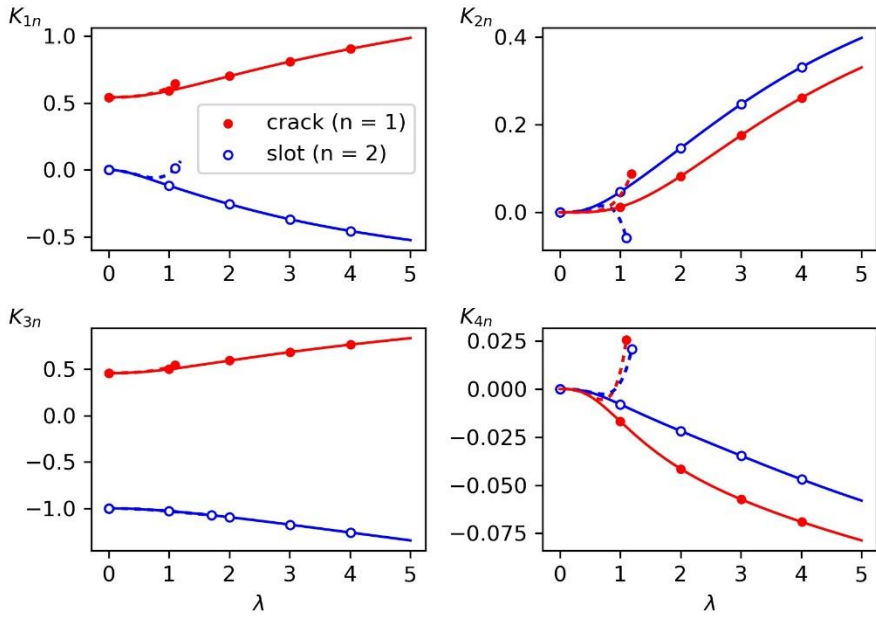 K₁ₙ
1.0
0.5
0.0
−0.5
0 1 2 3 4 5
crack (n = 1)
slot (n = 2)
K₂ₙ
0.4
0.2
0.0
0 1 2 3 4 5
K₃ₙ
0.5
0.0
−1.0
0 1 2 3 4 5
λ
K₄ₙ
0.025
0.000
−0.025
−0.050
−0.075
0 1 2 3 4 5
λ